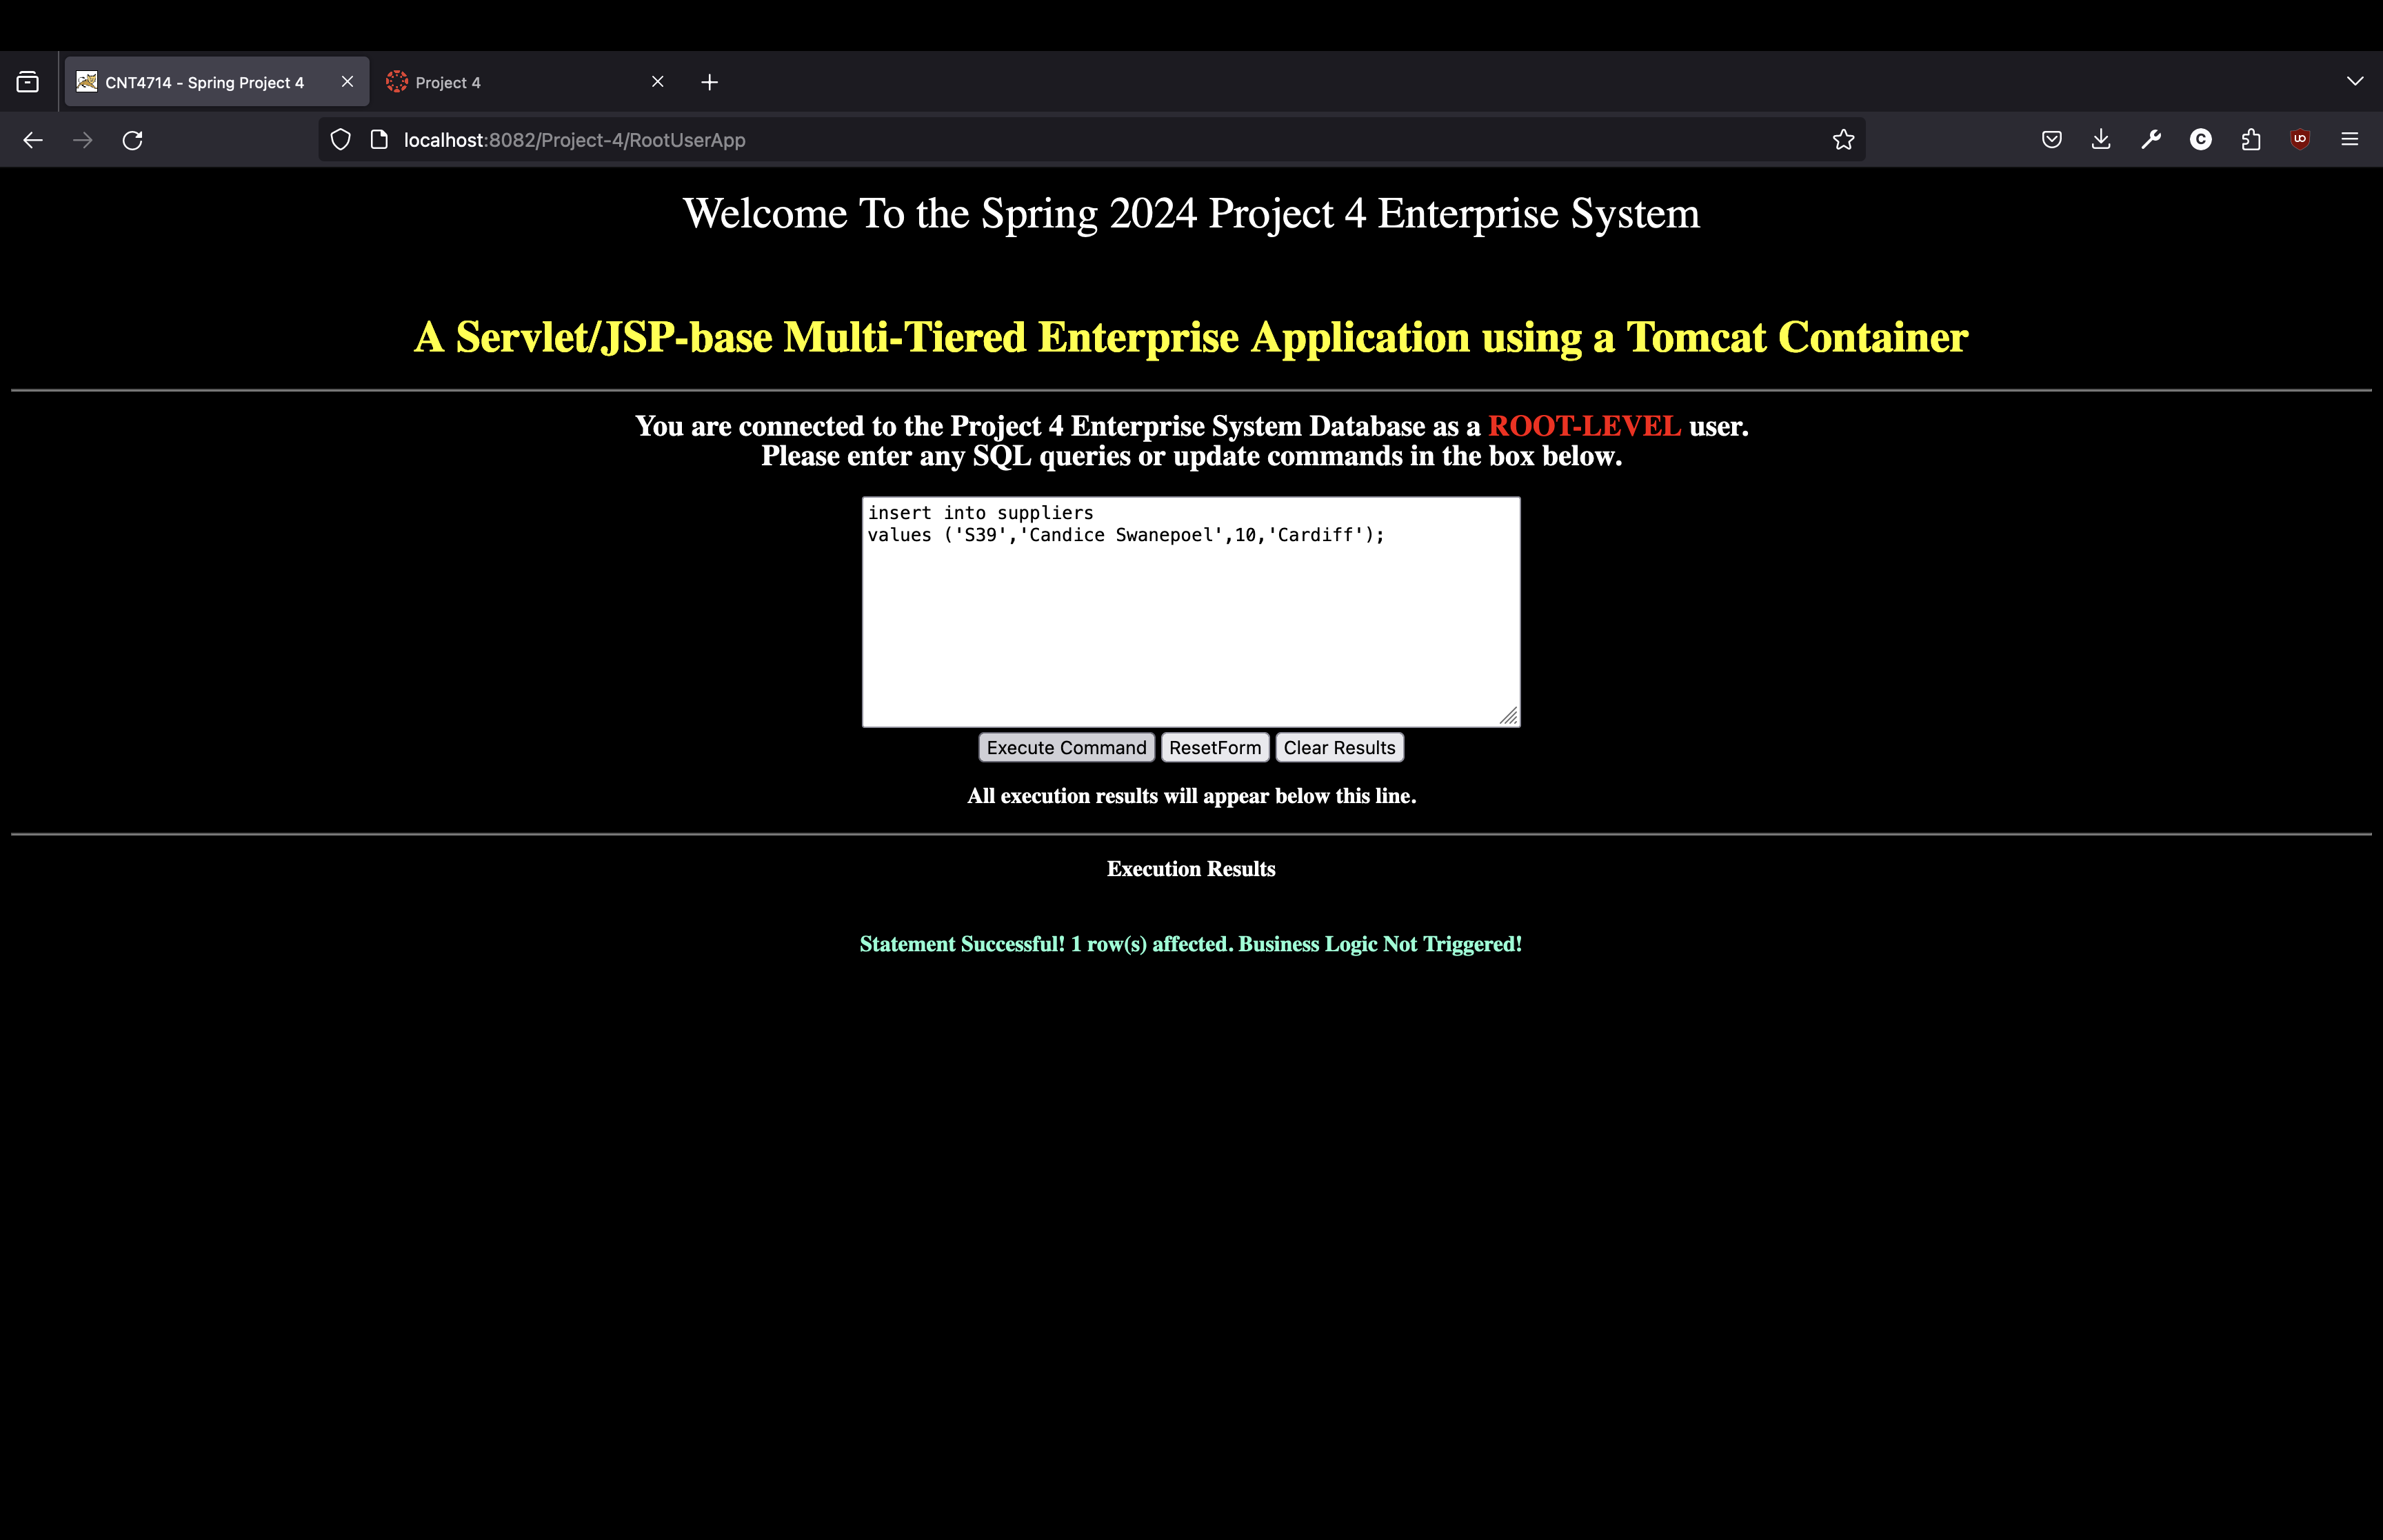 CNT4714 - Spring Project 4
Project 4
localhost:8082/Project-4/RootUserApp
Welcome To the Spring 2024 Project 4 Enterprise System
A Servlet/JSP-base Multi-Tiered Enterprise Application using a Tomcat Container
You are connected to the Project 4 Enterprise System Database as a ROOT-LEVEL user.
Please enter any SQL queries or update commands in the box below.
insert into suppliers
values ('S39','Candice Swanepoel',10,'Cardiff');
Execute Command ResetForm Clear Results
All execution results will appear below this line.
Execution Results
Statement Successful! 1 row(s) affected. Business Logic Not Triggered!